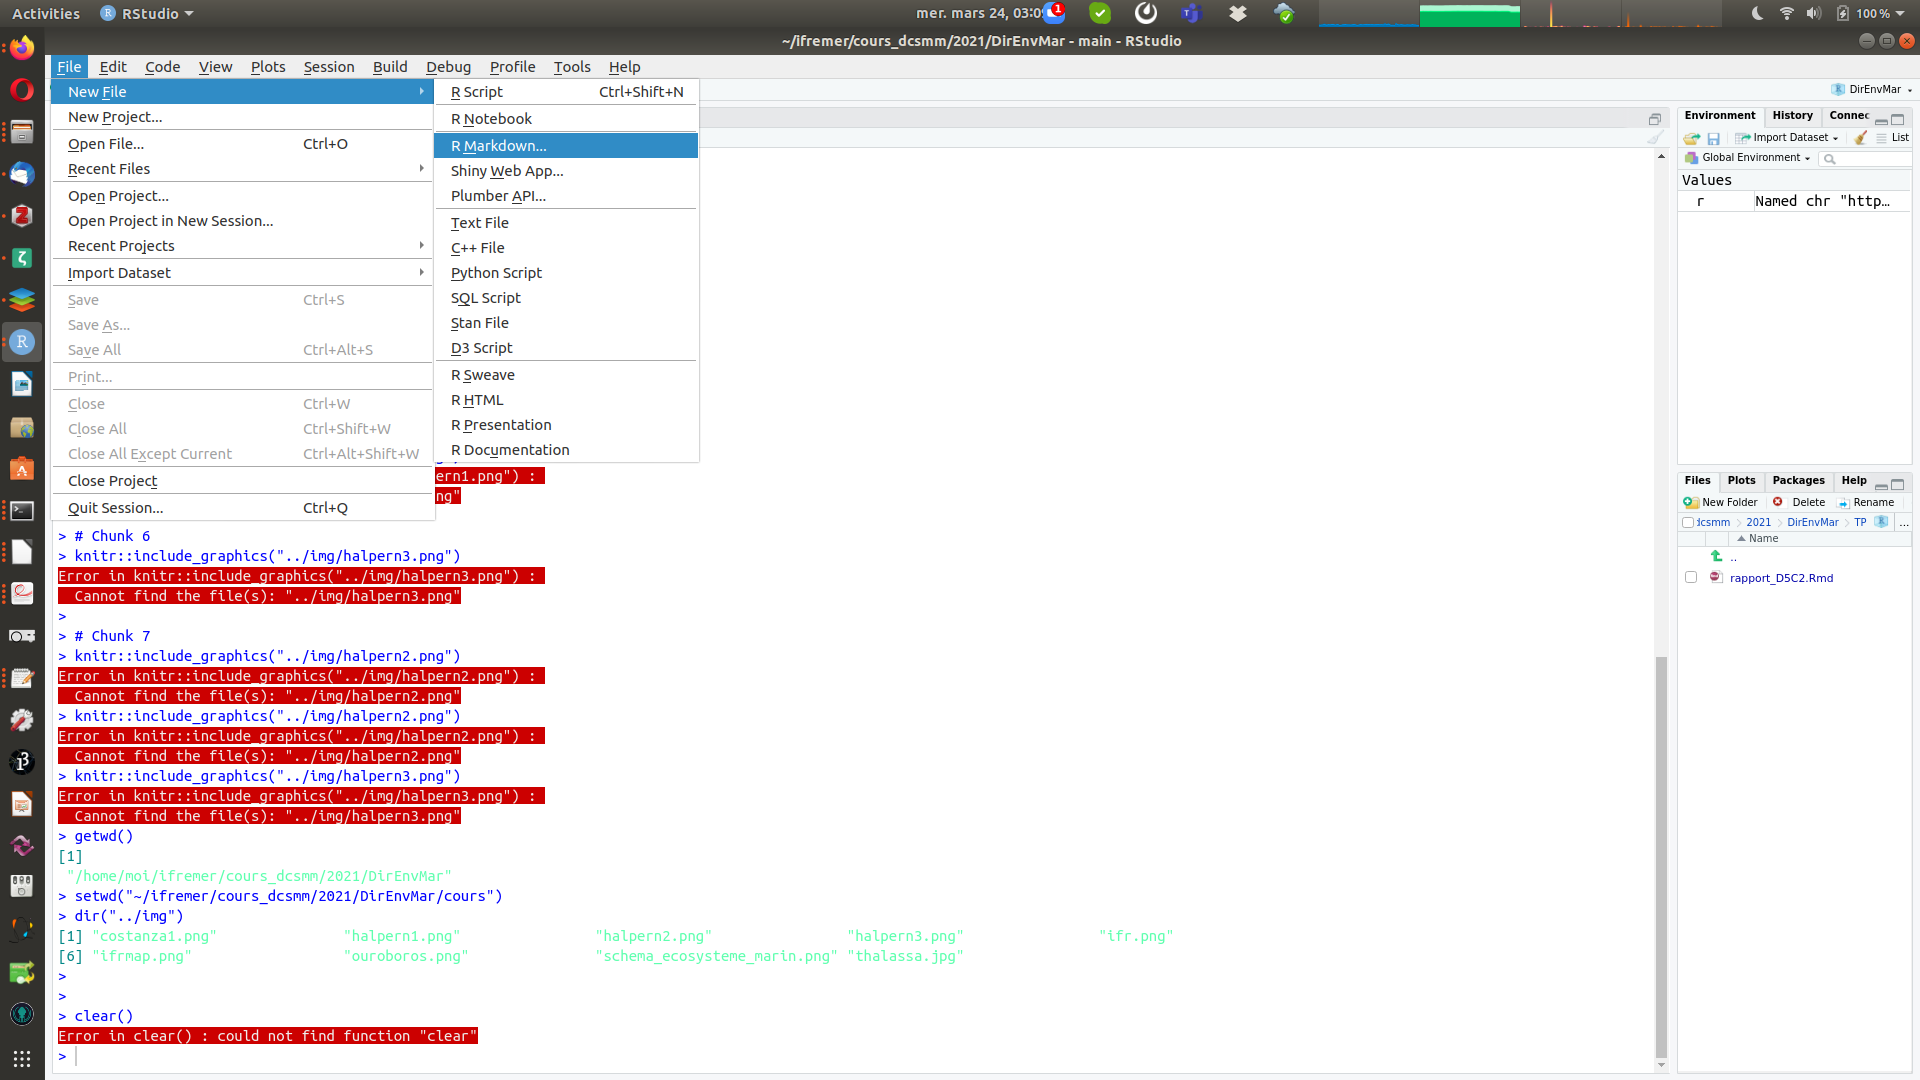 Activities
RStudio
mer. mars 24, 03:0
1
100 %
~/ifremer/cours_dcsmm/2021/DirEnvMar - main - RStudio
File Edit Code View Plots Session Build Debug Profile Tools Help
DirEnvMar
New File
New Project...
Open File... Ctrl+O
Recent Files
Open Project...
Open Project in New Session...
Recent Projects
Import Dataset
Save Ctrl+S
Save As...
Save All Ctrl+Alt+S
Print...
Close Ctrl+W
Close All Ctrl+Shift+W
Close All Except Current Ctrl+Alt+Shift+W
Close Project
Quit Session... Ctrl+Q
R Script Ctrl+Shift+N
R Notebook
R Markdown...
Shiny Web App...
Plumber API...
Text File
C++ File
Python Script
SQL Script
Stan File
D3 Script
R Sweave
R HTML
R Presentation
R Documentation
ern1.png") :
ng"
> # Chunk 6
> knitr::include_graphics("../img/halpern3.png")
Error in knitr::include_graphics("../img/halpern3.png") :
Cannot find the file(s): "../img/halpern3.png"
>
> # Chunk 7
> knitr::include_graphics("../img/halpern2.png")
Error in knitr::include_graphics("../img/halpern2.png") :
Cannot find the file(s): "../img/halpern2.png"
> knitr::include_graphics("../img/halpern2.png")
Error in knitr::include_graphics("../img/halpern2.png") :
Cannot find the file(s): "../img/halpern2.png"
> knitr::include_graphics("../img/halpern3.png")
Error in knitr::include_graphics("../img/halpern3.png") :
Cannot find the file(s): "../img/halpern3.png"
> getwd()
[1]
"/home/moi/ifremer/cours_dcsmm/2021/DirEnvMar"
> setwd("~/ifremer/cours_dcsmm/2021/DirEnvMar/cours")
> dir("../img")
[1] "costanza1.png" "halpern1.png" "halpern2.png" "halpern3.png" "ifr.png"
[6] "ifrmap.png" "ouroboros.png" "schema_ecosysteme_marin.png" "thalassa.jpg"
>
>
> clear()
Error in clear() : could not find function "clear"
>
Environment History Connec
Import Dataset List
Global Environment
Values
r Named chr "http…
Files Plots Packages Help
New Folder Delete Rename
dcsmm 2021 DirEnvMar TP ...
Name
..
rapport_D5C2.Rmd